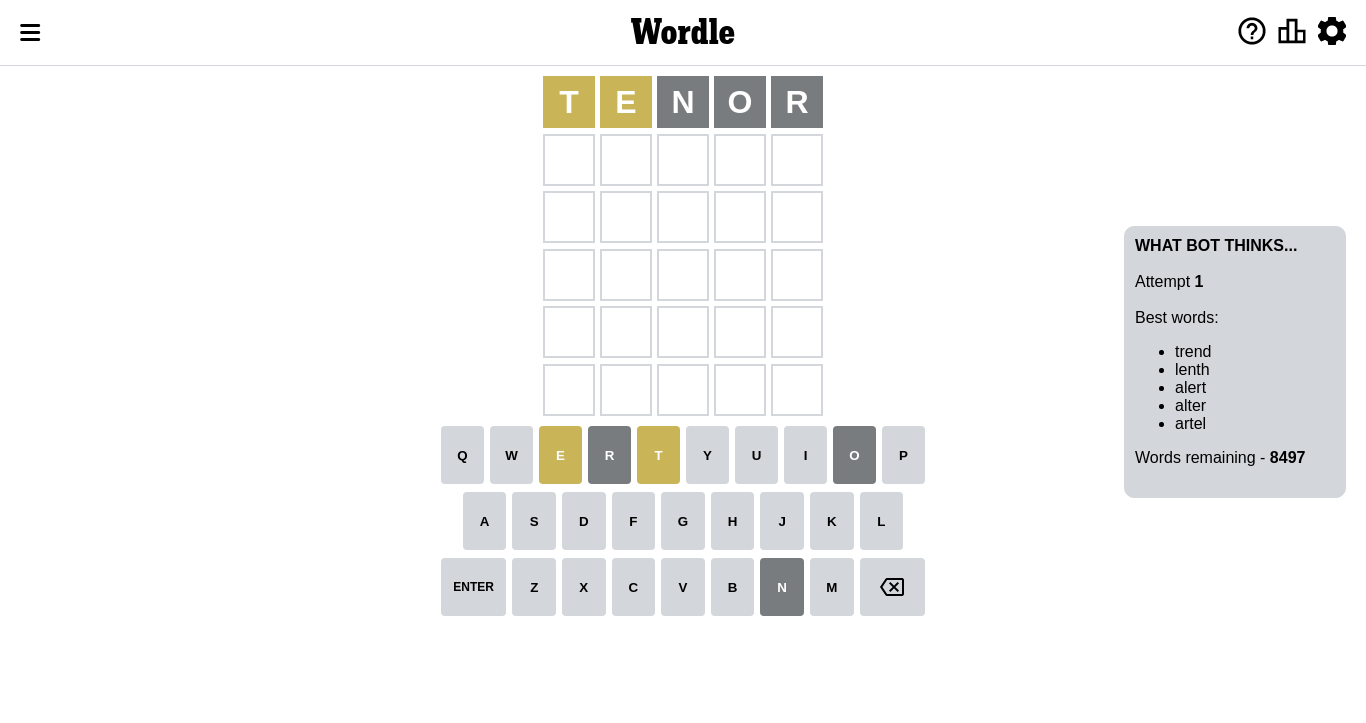 Wordle
T E N O R
WHAT BOT THINKS...
Attempt 1
Best words:
trend
lenth
alert
alter
artel
Words remaining - 8497
Q W E R T Y U I O P
A S D F G H J K L
ENTER Z X C V B N M